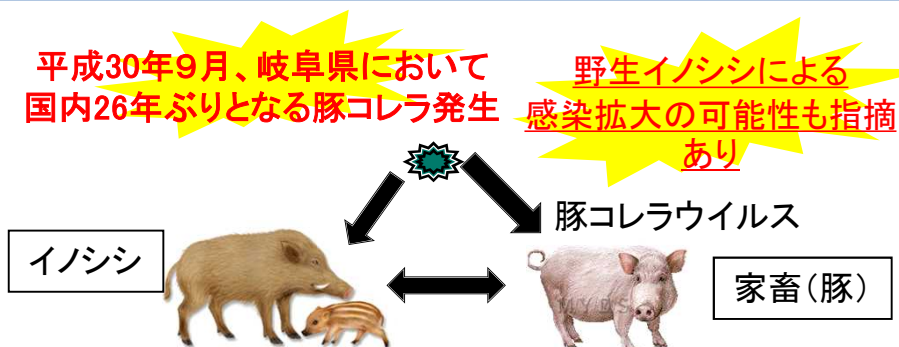 平成30年９月、岐阜県において
国内26年ぶりとなる豚コレラ発生
野生イノシシによる
感染拡大の可能性も指摘
あり
豚コレラウイルス
イノシシ
家畜（豚）